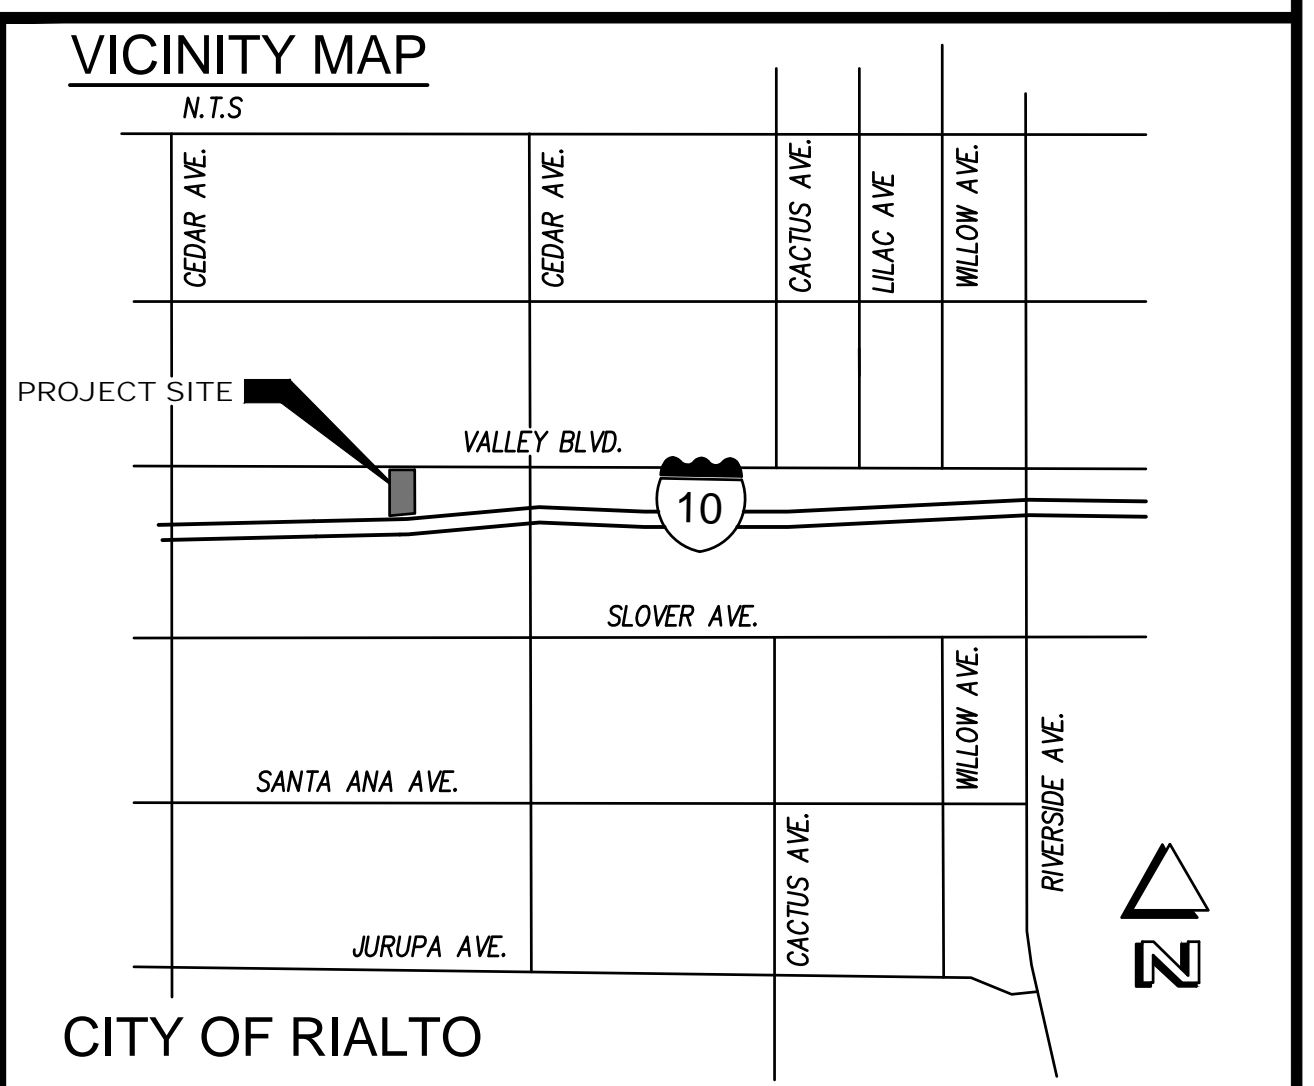 VICINITY MAP
N.T.S
CEDAR AVE.
CEDAR AVE.
CACTUS AVE.
LILAC AVE
WILLOW AVE.
PROJECT SITE
VALLEY BLVD.
10
SLOVER AVE.
WILLOW AVE.
RIVERSIDE AVE.
SANTA ANA AVE.
CACTUS AVE.
JURUPA AVE.
N
CITY OF RIALTO